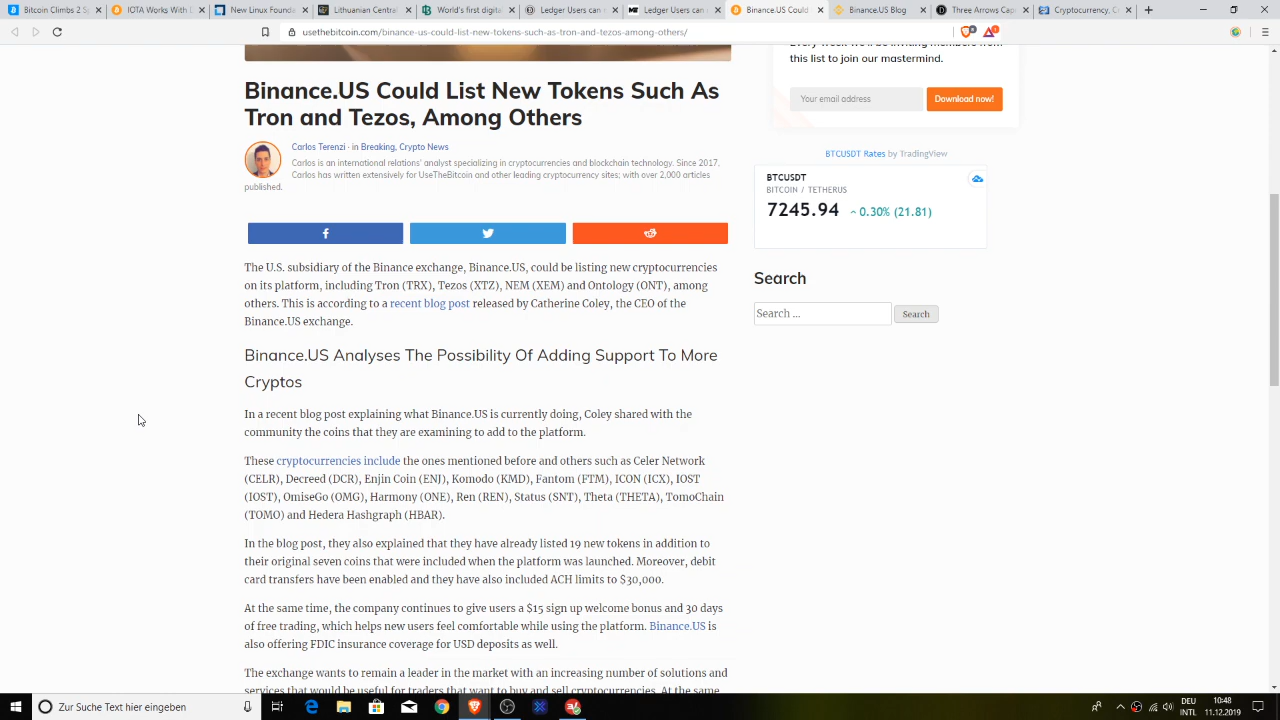 Bitcoin Climbs 2 S
IOTA Works With D
New Linux Founda
Lithuanian Central
World's first digital
Ledger Users can
Ledger Users can
Binance.US Could
Binance.US Blog
Three Arrows Cap
Cryptocurrency, C
usethebitcoin.com/binance-us-could-list-new-tokens-such-as-tron-and-tezos-among-others/
this list to join our mastermind.
Your email address
Download now!
Binance.US Could List New Tokens Such As
Tron and Tezos, Among Others
Carlos Terenzi · in Breaking, Crypto News
Carlos is an international relations' analyst specializing in cryptocurrencies and blockchain technology. Since 2017,
Carlos has written extensively for UseTheBitcoin and other leading cryptocurrency sites; with over 2,000 articles
published.
BTCUSDT Rates by TradingView
BTCUSDT
BITCOIN / TETHERUS
7245.94 0.30% (21.81)
Search
Search ...
Search
The U.S. subsidiary of the Binance exchange, Binance.US, could be listing new cryptocurrencies
on its platform, including Tron (TRX), Tezos (XTZ), NEM (XEM) and Ontology (ONT), among
others. This is according to a recent blog post released by Catherine Coley, the CEO of the
Binance.US exchange.
Binance.US Analyses The Possibility Of Adding Support To More
Cryptos
In a recent blog post explaining what Binance.US is currently doing, Coley shared with the
community the coins that they are examining to add to the platform.
These cryptocurrencies include the ones mentioned before and others such as Celer Network
(CELR), Decreed (DCR), Enjin Coin (ENJ), Komodo (KMD), Fantom (FTM), ICON (ICX), IOST
(IOST), OmiseGo (OMG), Harmony (ONE), Ren (REN), Status (SNT), Theta (THETA), TomoChain
(TOMO) and Hedera Hashgraph (HBAR).
In the blog post, they also explained that they have already listed 19 new tokens in addition to
their original seven coins that were included when the platform was launched. Moreover, debit
card transfers have been enabled and they have also included ACH limits to $30,000.
At the same time, the company continues to give users a $15 sign up welcome bonus and 30 days
of free trading, which helps new users feel comfortable while using the platform. Binance.US is
also offering FDIC insurance coverage for USD deposits as well.
The exchange wants to remain a leader in the market with an increasing number of solutions and
services that would be useful for traders that want to buy and sell cryptocurrencies. At the same
Zur Suche Text hier eingeben
DEU
INTL
10:48
11.12.2019